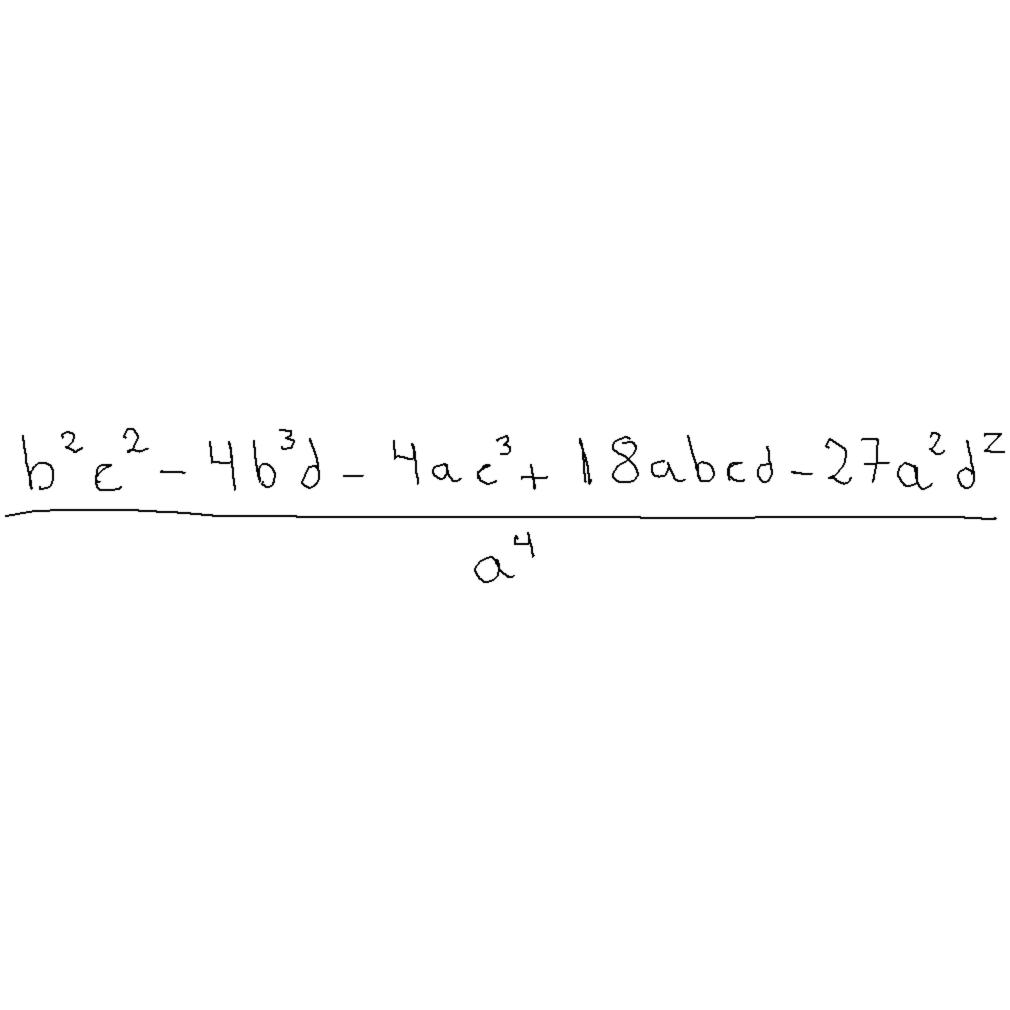 b²c² - 4b³d - 4ac³ + 18abcd - 27a²d²
a⁴